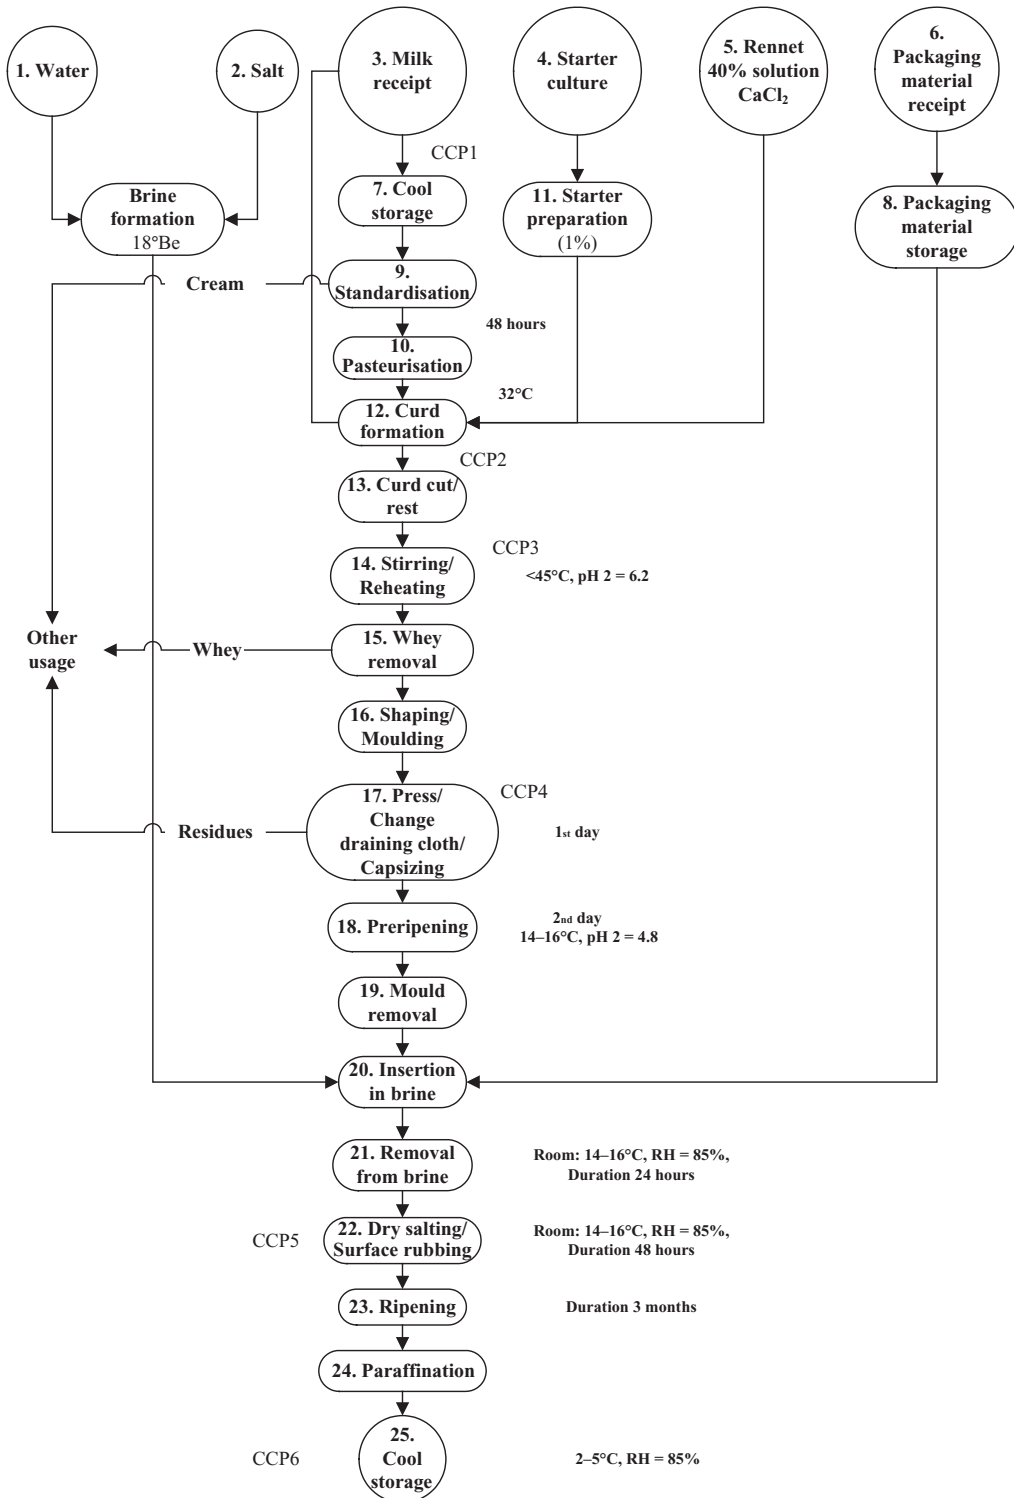 1. Water
2. Salt
3. Milk
receipt
4. Starter
culture
5. Rennet
40% solution
CaCl₂
6.
Packaging
material
receipt
CCP1
Brine
formation
18°Be
7. Cool
storage
11. Starter
preparation
(1%)
8. Packaging
material
storage
Cream
9.
Standardisation
48 hours
10.
Pasteurisation
32°C
12. Curd
formation
CCP2
13. Curd cut/
rest
CCP3
14. Stirring/
Reheating
<45°C, pH 2 = 6.2
Other
usage
Whey
15. Whey
removal
16. Shaping/
Moulding
CCP4
17. Press/
Change
draining cloth/
Capsizing
Residues
1st day
18. Preripening
2nd day
14–16°C, pH 2 = 4.8
19. Mould
removal
20. Insertion
in brine
21. Removal
from brine
Room: 14–16°C, RH = 85%,
Duration 24 hours
CCP5
22. Dry salting/
Surface rubbing
Room: 14–16°C, RH = 85%,
Duration 48 hours
23. Ripening
Duration 3 months
24. Paraffination
CCP6
25.
Cool
storage
2–5°C, RH = 85%